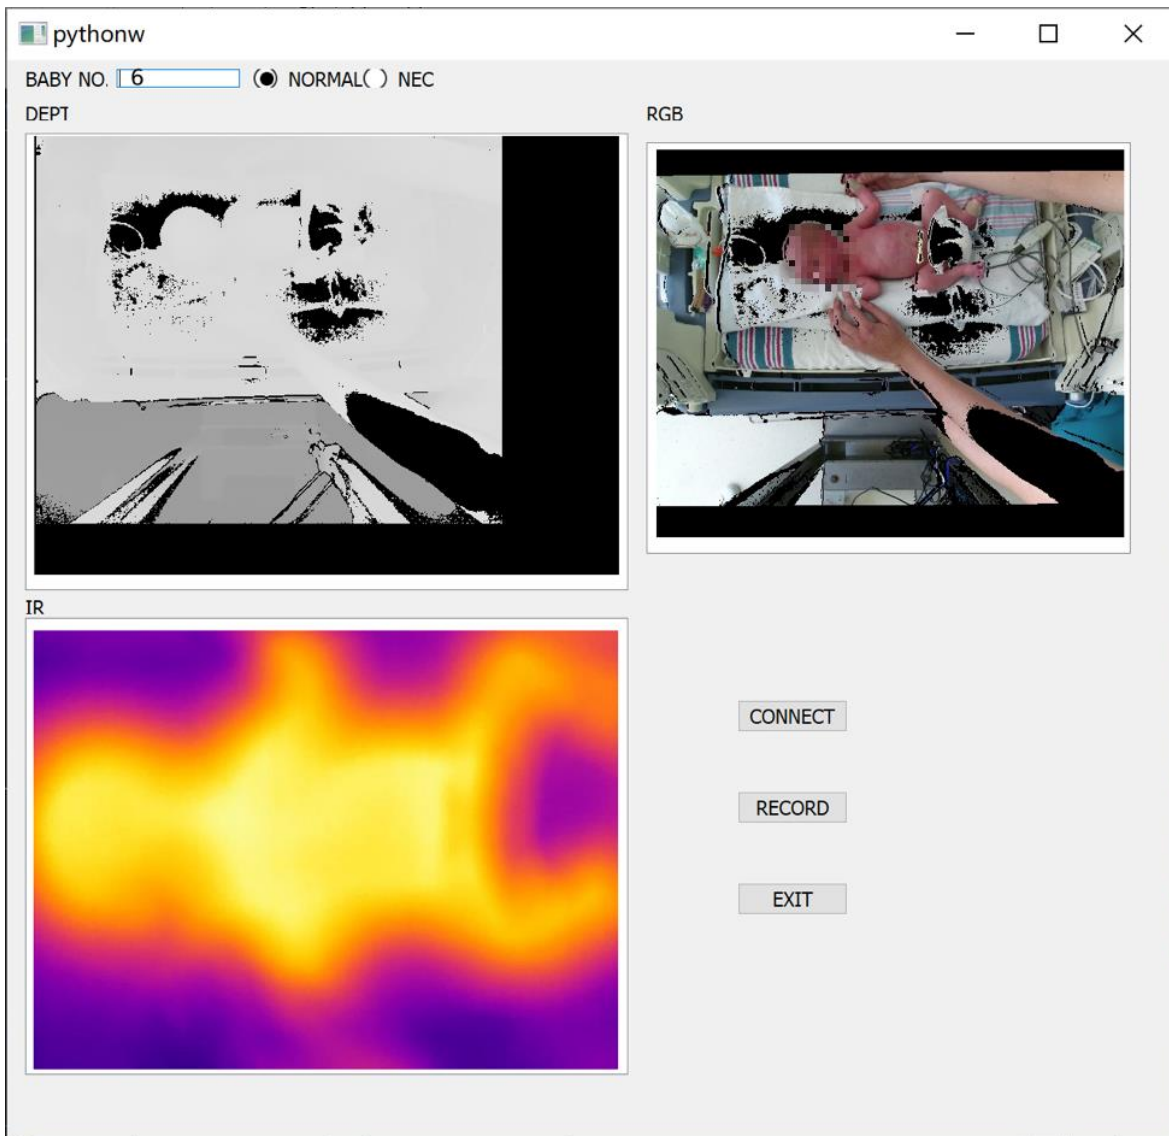 pythonw
BABY NO. 6 NORMAL NEC
DEPT
RGB
IR
CONNECT
RECORD
EXIT